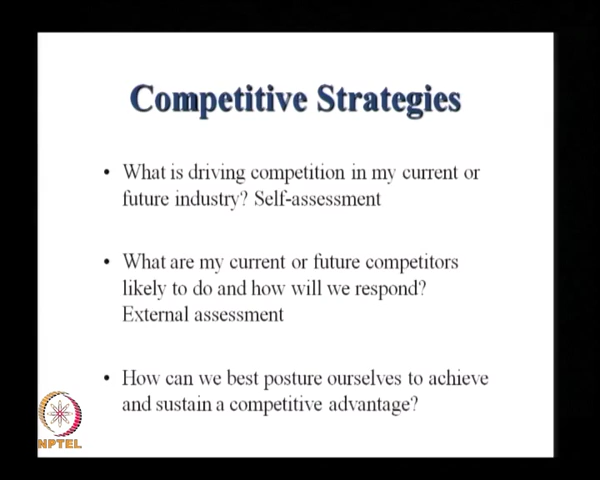 Competitive Strategies
• What is driving competition in my current or
future industry? Self-assessment
• What are my current or future competitors
likely to do and how will we respond?
External assessment
• How can we best posture ourselves to achieve
and sustain a competitive advantage?
NPTEL